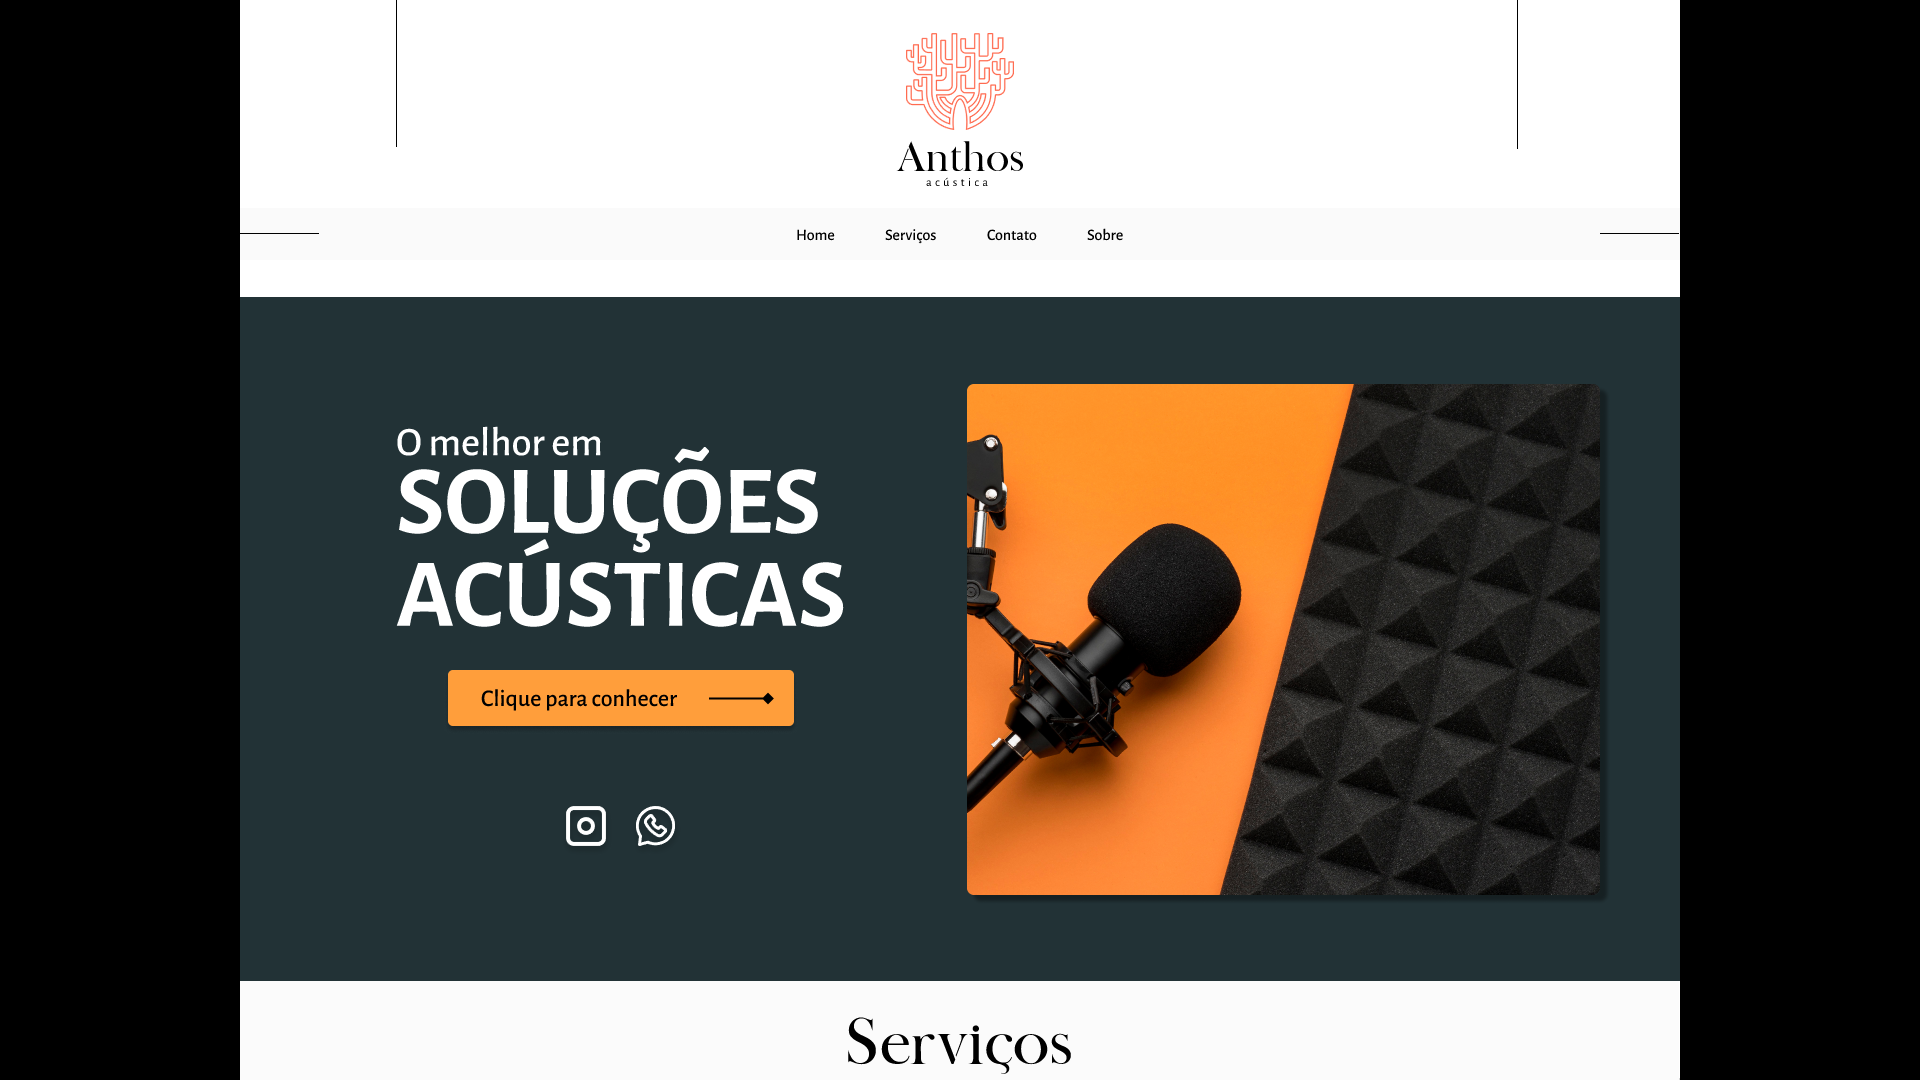 Anthos
acústica
Home Serviços Contato Sobre
O melhor em
SOLUÇÕES
ACÚSTICAS
Clique para conhecer
Serviços